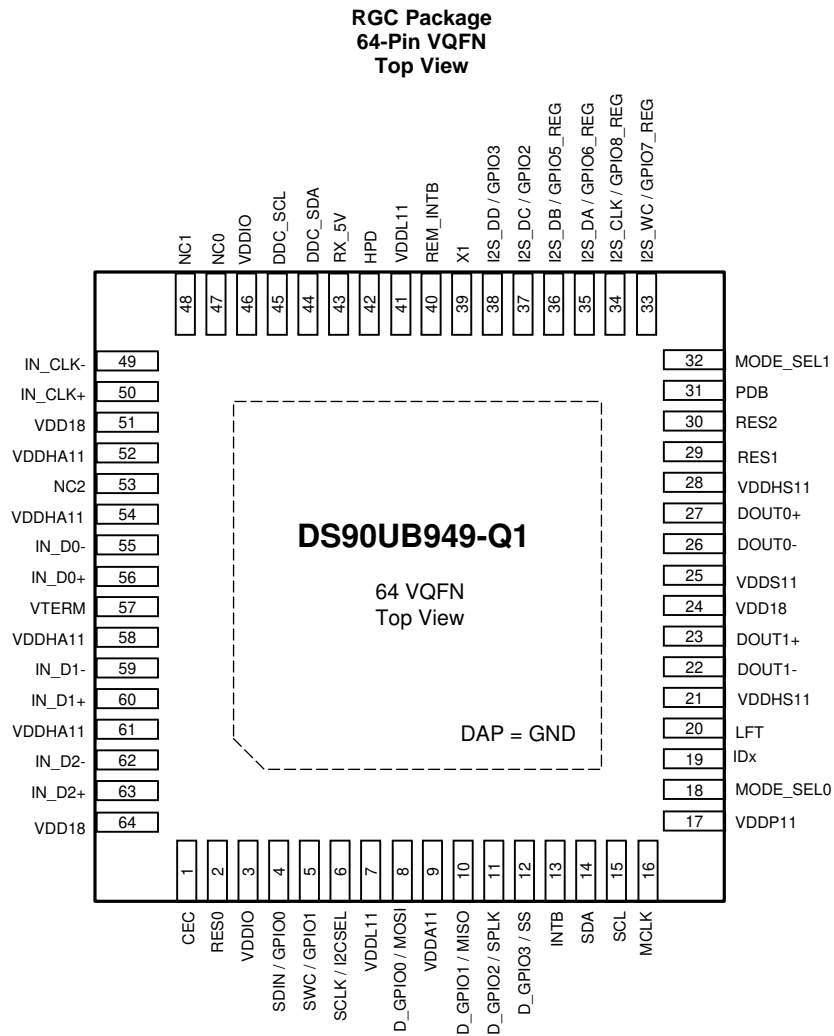 RGC Package
64-Pin VQFN
Top View
NC1
NC0
VDDIO
DDC_SCL
DDC_SDA
RX_5V
HPD
VDDL11
REM_INTB
X1
I2S_DD / GPIO3
I2S_DC / GPIO2
I2S_DB / GPIO5_REG
I2S_DA / GPIO6_REG
I2S_CLK / GPIO8_REG
I2S_WC / GPIO7_REG
48 47 46 45 44 43 42 41 40 39 38 37 36 35 34 33
IN_CLK- 49
IN_CLK+ 50
VDD18 51
VDDHA11 52
NC2 53
VDDHA11 54
IN_D0- 55
IN_D0+ 56
VTERM 57
VDDHA11 58
IN_D1- 59
IN_D1+ 60
VDDHA11 61
IN_D2- 62
IN_D2+ 63
VDD18 64
DS90UB949-Q1
64 VQFN
Top View
DAP = GND
32 MODE_SEL1
31 PDB
30 RES2
29 RES1
28 VDDHS11
27 DOUT0+
26 DOUT0-
25 VDDS11
24 VDD18
23 DOUT1+
22 DOUT1-
21 VDDHS11
20 LFT
19 IDx
18 MODE_SEL0
17 VDDP11
1 2 3 4 5 6 7 8 9 10 11 12 13 14 15 16
CEC
RES0
VDDIO
SDIN / GPIO0
SWC / GPIO1
SCLK / I2CSEL
VDDL11
D_GPIO0 / MOSI
VDDA11
D_GPIO1 / MISO
D_GPIO2 / SPLK
D_GPIO3 / SS
INTB
SDA
SCL
MCLK